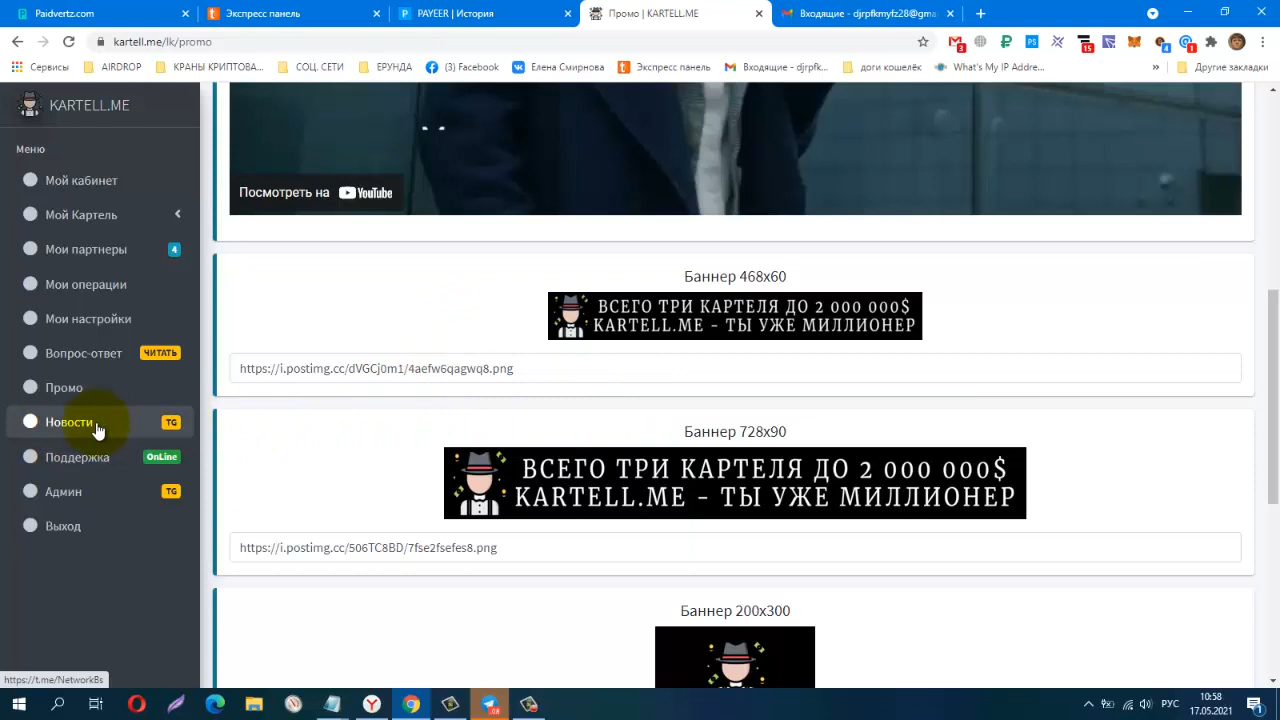 Paidvertz.com
Экспресс панель
PAYEER | История
Промо | KARTELL.ME
Входящие - djrpfkmyfz28@gma
kartell.me/lk/promo
3
15
4
1
Сервисы
AIRDROP
КРАНЫ КРИПТОВА...
СОЦ. СЕТИ
ЕРУНДА
(3) Facebook
Елена Смирнова
Экспресс панель
Входящие - djrpfk...
доги кошелёк
What's My IP Addre...
»
Другие закладки
KARTELL.ME
Меню
Мой кабинет
Мой Картель
Мои партнеры 4
Мои операции
Мои настройки
Вопрос-ответ ЧИТАТЬ
Промо
Новости TG
Поддержка OnLine
Админ TG
Выход
Посмотреть на YouTube
Баннер 468x60
ВСЕГО ТРИ КАРТЕЛЯ ДО 2 000 000$
KARTELL.ME - ТЫ УЖЕ МИЛЛИОНЕР
https://i.postimg.cc/dVGCj0m1/4aefw6qagwq8.png
Баннер 728x90
ВСЕГО ТРИ КАРТЕЛЯ ДО 2 000 000$
KARTELL.ME - ТЫ УЖЕ МИЛЛИОНЕР
https://i.postimg.cc/506TC8BD/7fse2fsefes8.png
Баннер 200x300
https://t.me/NetworkBs
РУС
10:58
17.05.2021